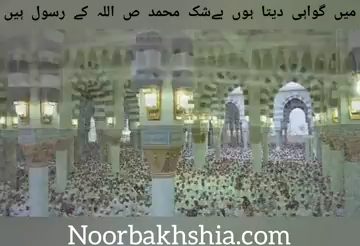 میں گواہی دیتا ہوں بےشک محمد ص اللہ کے رسول ہیں
Noorbakhshia.com